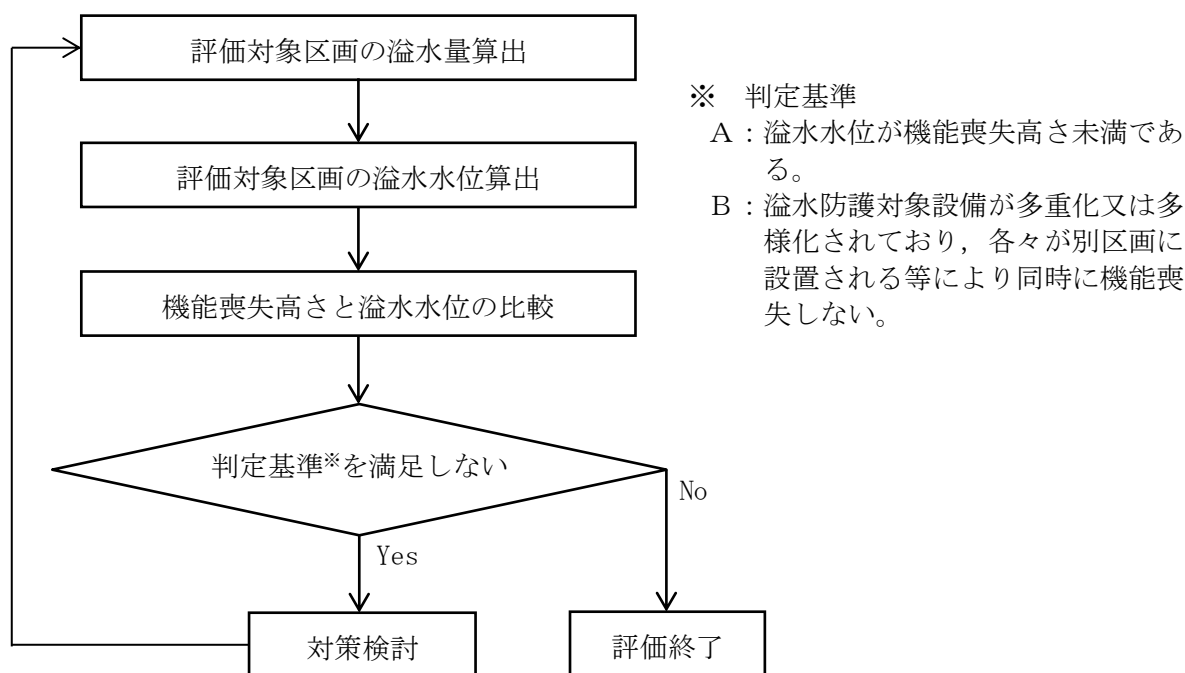 評価対象区画の溢水量算出
評価対象区画の溢水水位算出
機能喪失高さと溢水水位の比較
判定基準※を満足しない
No
Yes
対策検討
評価終了
※ 判定基準
A：溢水水位が機能喪失高さ未満であ
る。
B：溢水防護対象設備が多重化又は多
様化されており，各々が別区画に
設置される等により同時に機能喪
失しない。